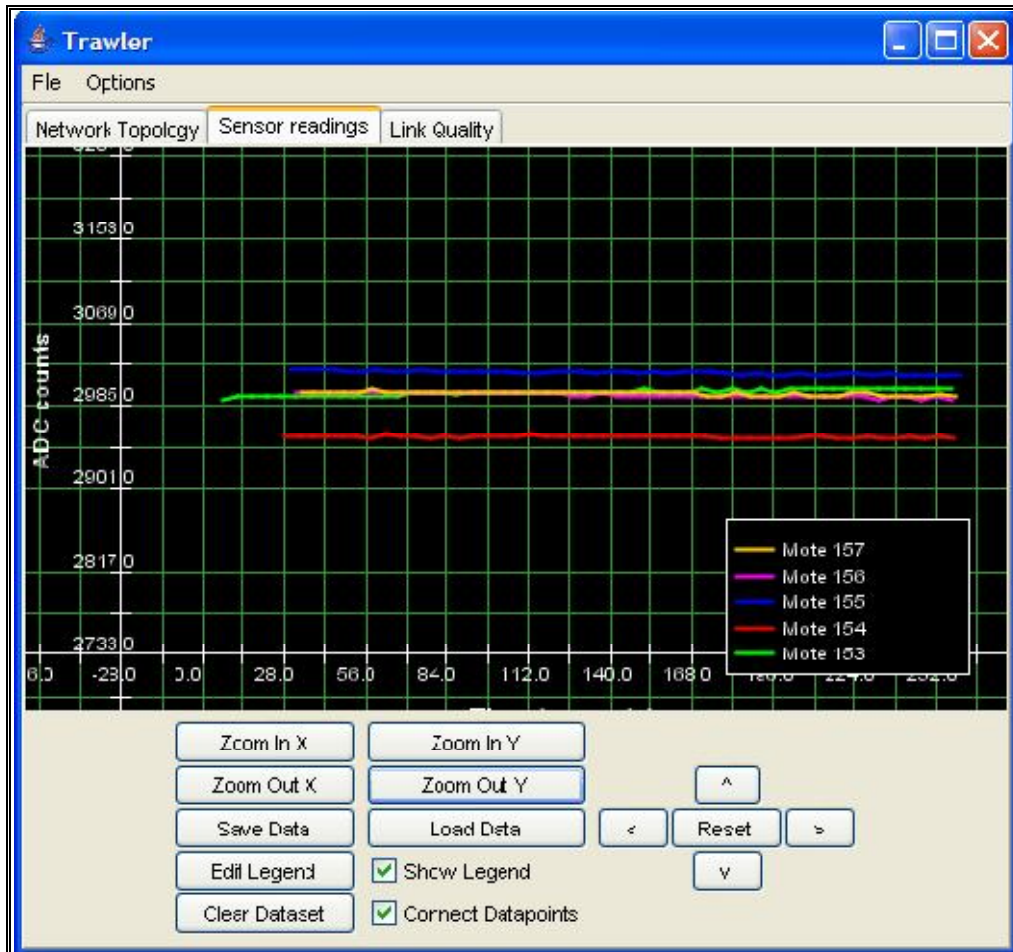 Trawler
File Options
Network Topology Sensor readings Link Quality
3153.0
3069.0
2985.0
2901.0
2817.0
2733.0
ADC counts
-28.0 0.0 28.0 56.0 84.0 112.0 140.0 168.0
Mote 157
Mote 156
Mote 155
Mote 154
Mote 153
Zoom In X Zoom In Y
Zoom Out X Zoom Out Y ^
Save Data Load Data < Reset >
Edit Legend Show Legend v
Clear Dataset Connect Datapoints